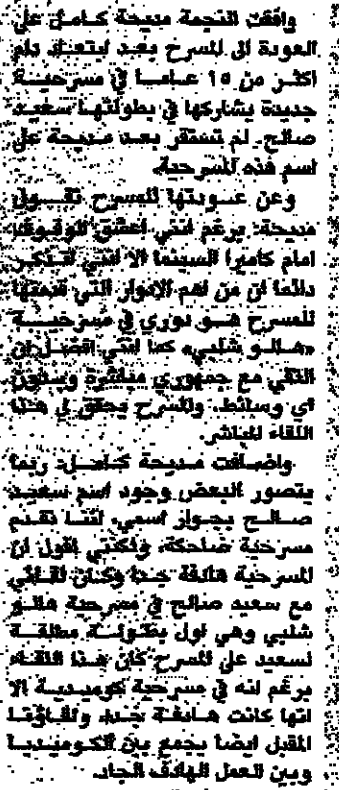 وافقت النجمة مديحة كامل على
العودة الى المسرح بعد ابتعاد دام
اكثر من ١٥ عاما في مسرحية
جديدة يشاركها في بطولتها سعيد
صالح. لم تستقر بعد مديحة على
اسم هذه المسرحية.
وعن عودتها للمسرح تقول
مديحة: برغم انني اعشق الوقوف
امام كاميرا السينما الا انني اتذكر
دائما ان من اهم الادوار التي قدمتها
للمسرح هو دوري في مسرحية
«هاللو شلبي» كما انني افضل ان
التقي مع جمهوري مباشرة وبدون
اي وسائط. والمسرح يحقق لي هذا
اللقاء المباشر.
واضافت مديحة كامل: ربما
يتصور البعض وجود اسم سعيد
صالح بجوار اسمي، اننا نقدم
مسرحية ضاحكة، ولكنني اقول ان
المسرحية هادفة جدا وكان لقائي
مع سعيد صالح في مسرحية هاللو
شلبي وهي اول بطولة مطلقة
لسعيد على المسرح كان هذا اللقاء
برغم انه في مسرحية كوميدية الا
انها كانت هادفة جدا، ولقاؤنا
المقبل ايضا يجمع بين الكوميديا
وبين العمل الهادف الجاد.